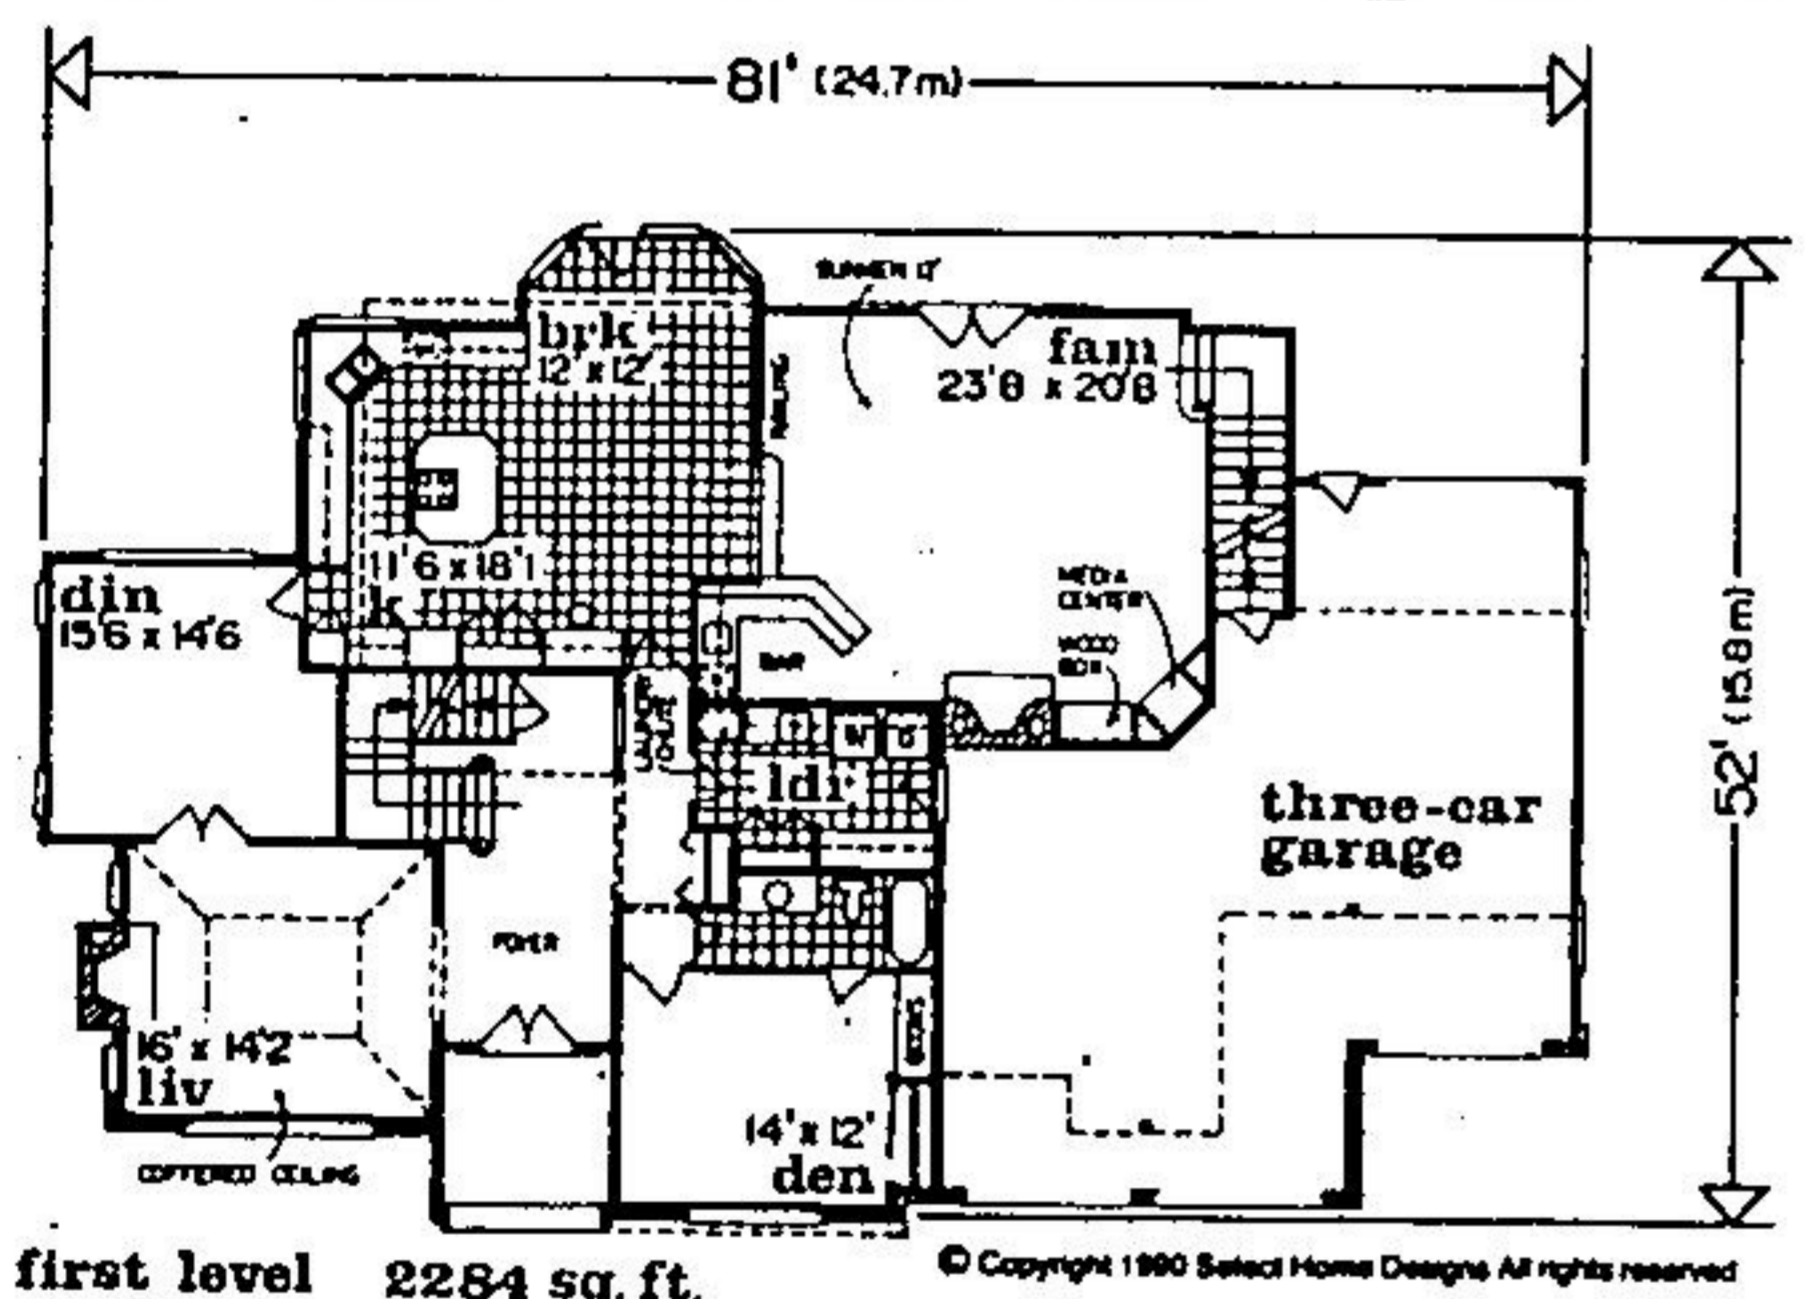 81' (24.7m)
SUNKEN 12"
brk
12' x 12'
RAILING
fam
23'8 x 20'8
11'6 x 18'1
k
din
15'6 x 14'6
MEDIA
CENTER
WOOD
BOX
BAR
W D
ldr
three-car
garage
52' (15.8m)
FOYER
16' x 14'2
liv
BOOKS
14' x 12'
den
COFFERED CEILING
first level 2284 sq. ft.
© Copyright 1990 Select Home Designs All rights reserved